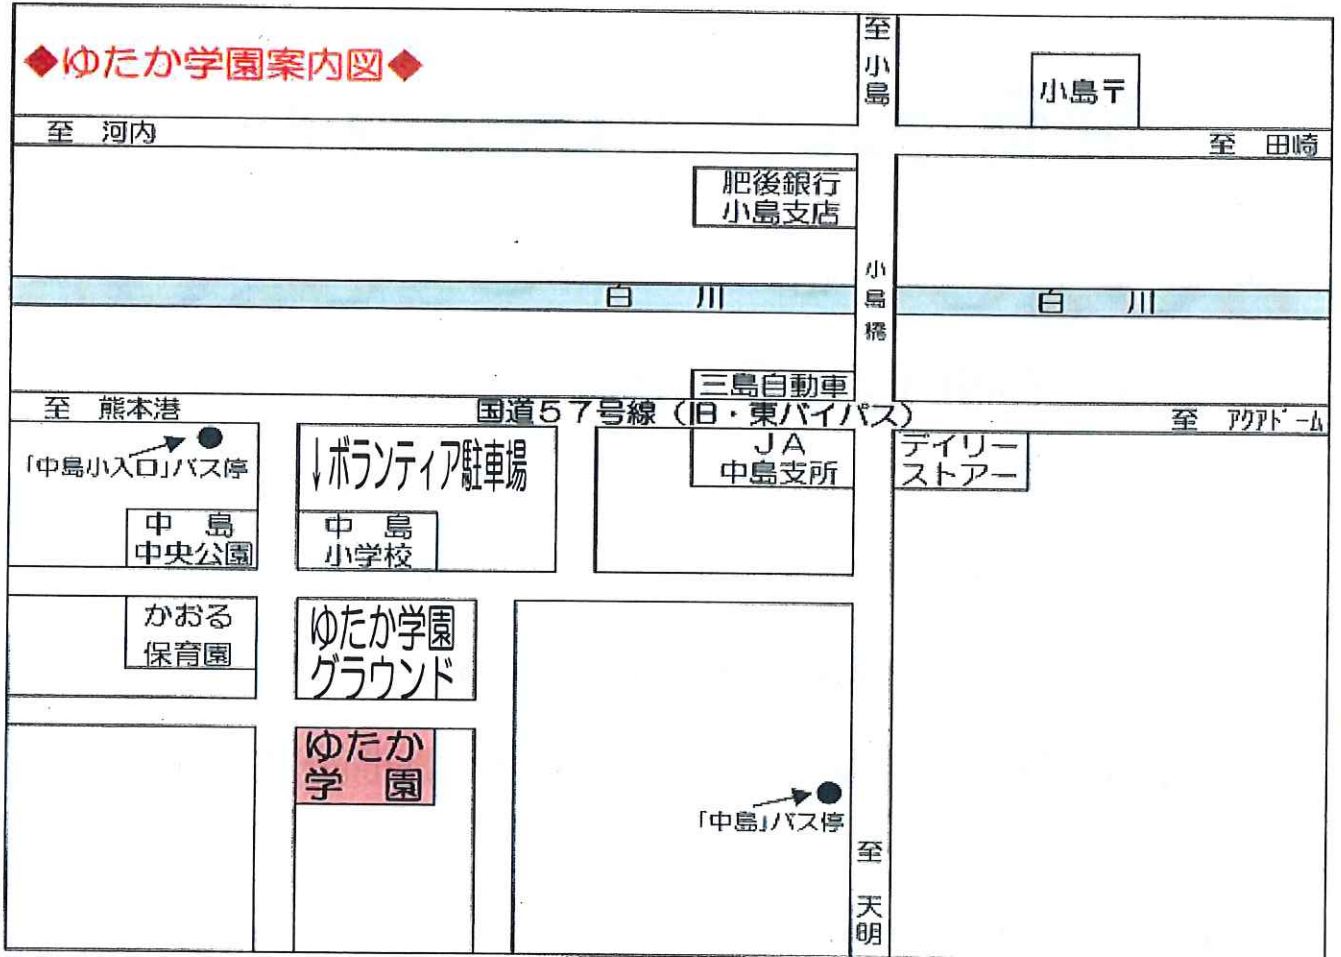 ◆ゆたか学園案内図◆
至 小島
小島〒
至 河内
至 田崎
肥後銀行
小島支店
小島橋
白 川
白 川
三島自動車
至 熊本港
国道57号線（旧・東バイパス）
至 アクアドーム
「中島小入口」バス停
↓ボランティア駐車場
JA
中島支所
デイリー
ストアー
中 島
中央公園
中 島
小学校
かおる
保育園
ゆたか学園
グラウンド
ゆたか
学 園
「中島」バス停
至 天明